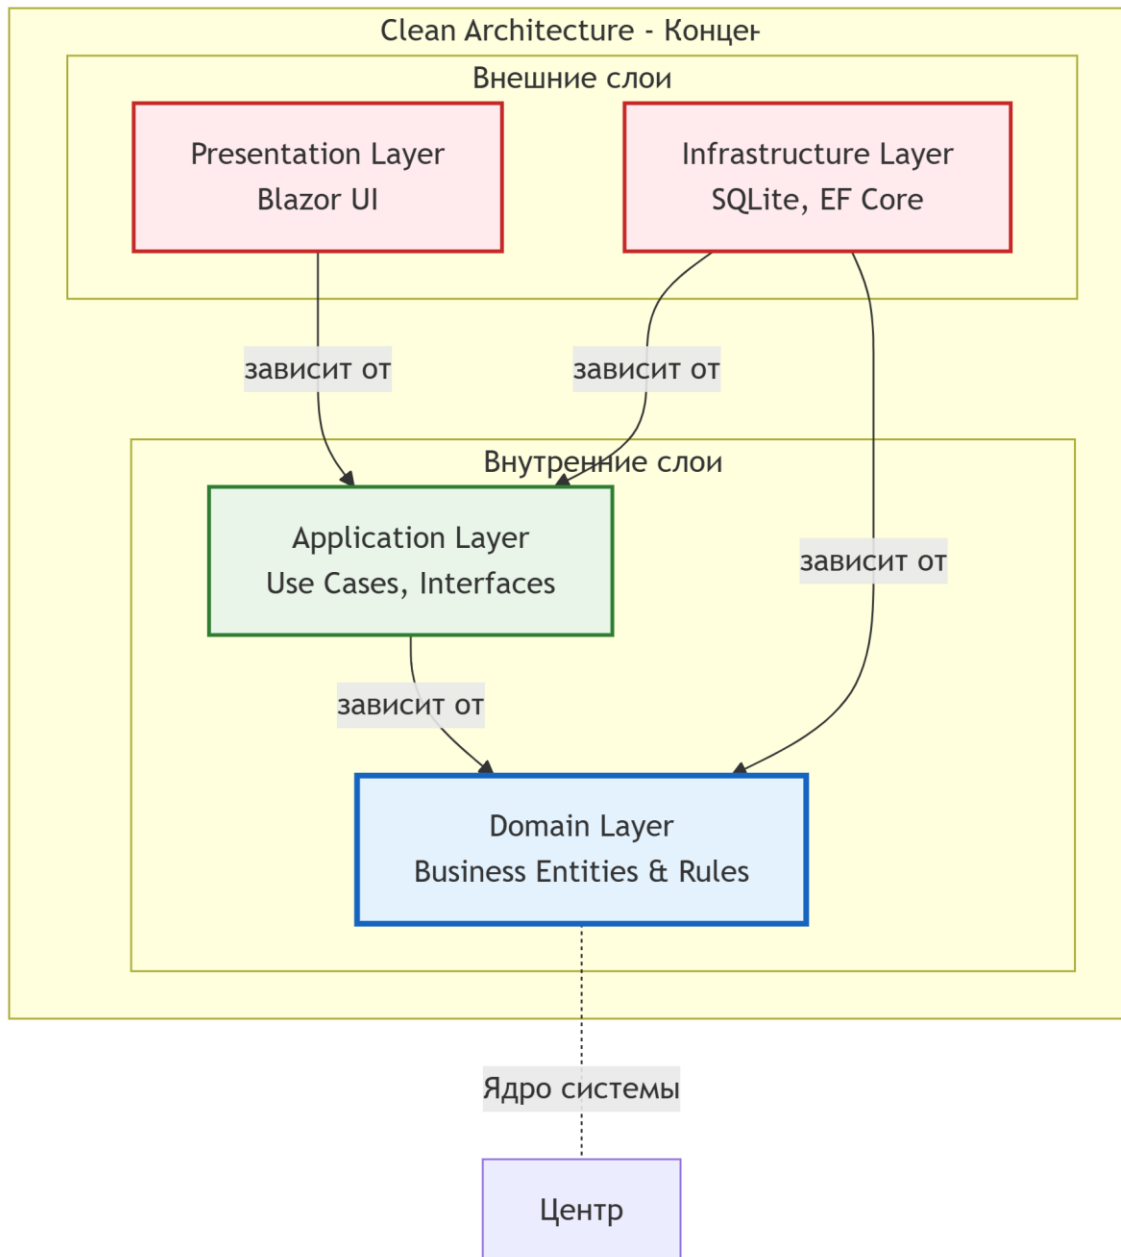 Clean Architecture - Концен
Внешние слои
Presentation Layer
Blazor UI
Infrastructure Layer
SQLite, EF Core
зависит от
зависит от
Внутренние слои
Application Layer
Use Cases, Interfaces
зависит от
зависит от
Domain Layer
Business Entities & Rules
Ядро системы
Центр